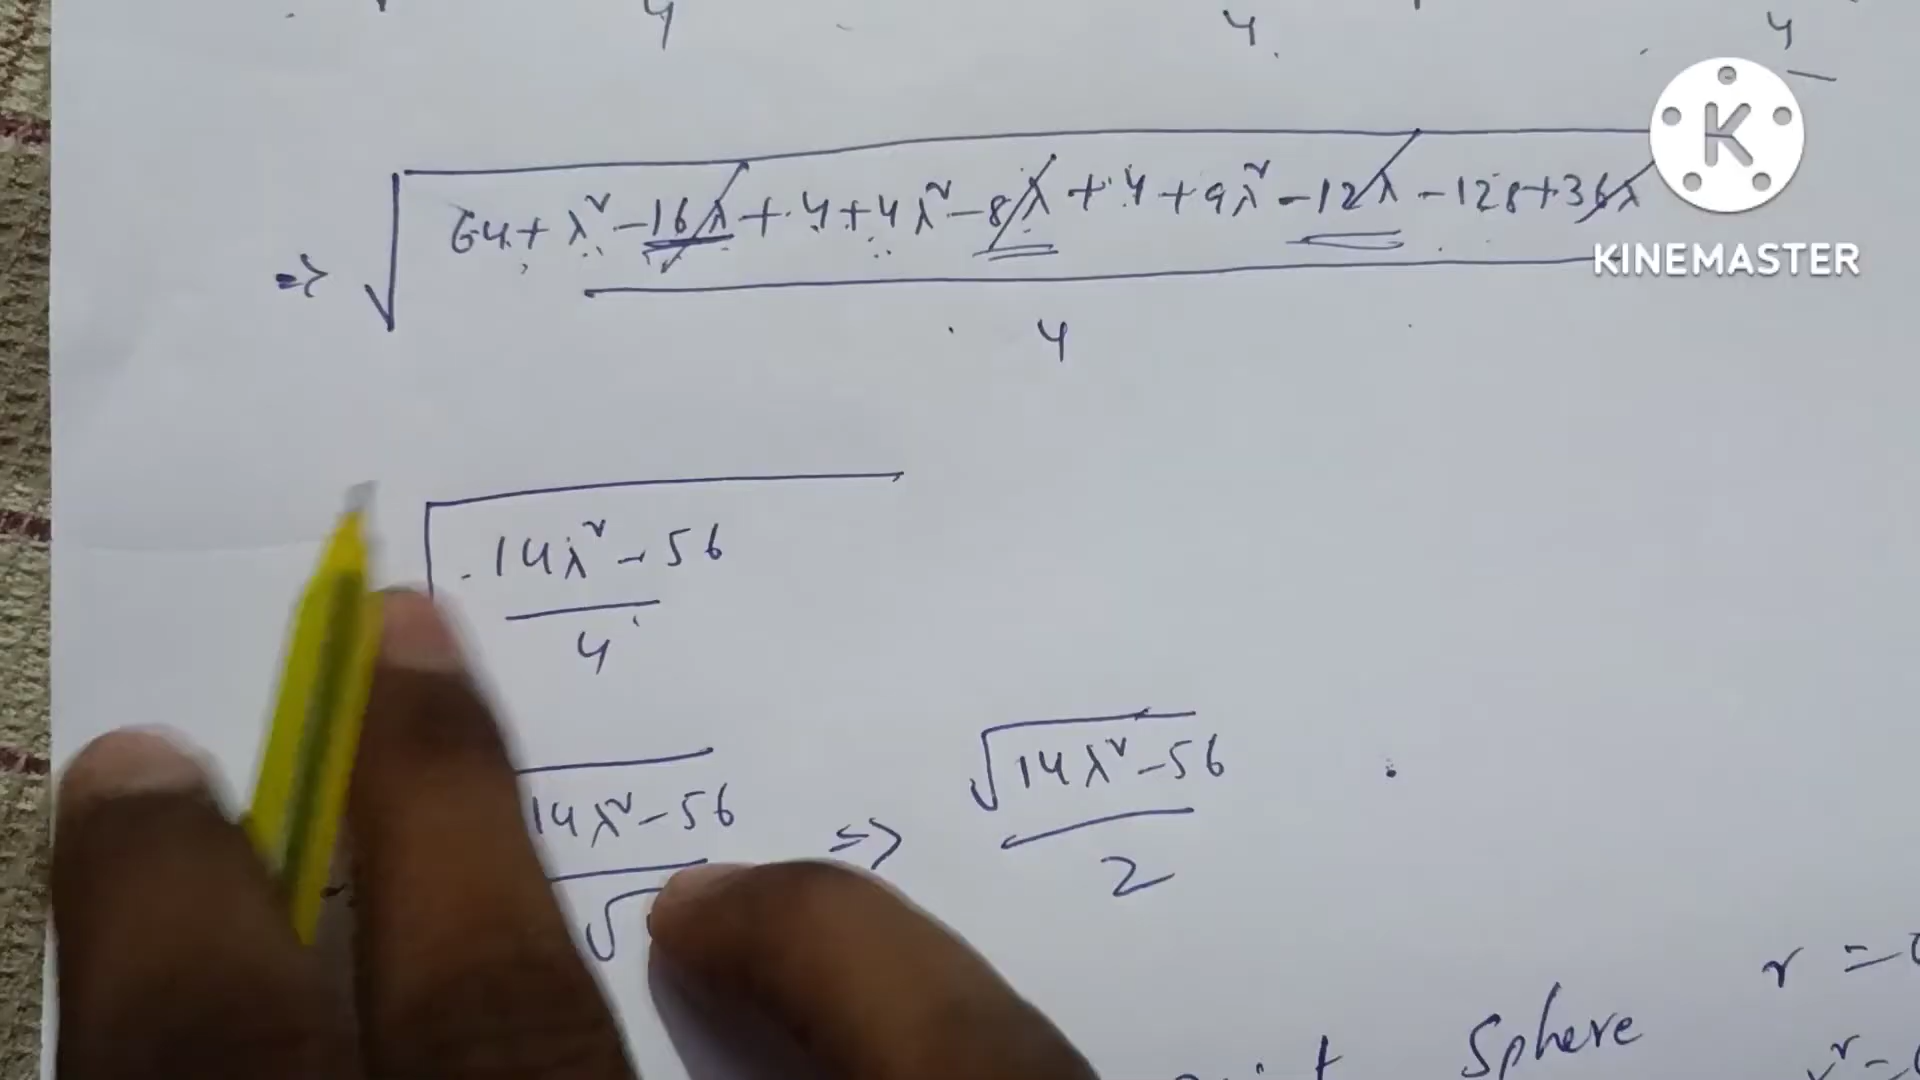 4 4 4
=> √ 64 + λ² - 16λ + 4 + 4λ² - 8λ + 4 + 9λ² - 12λ - 128 + 36λ
4
14λ² - 56
4
14λ² - 56 => √14λ² - 56
√ 2
r = 0
Sphere
KINEMASTER